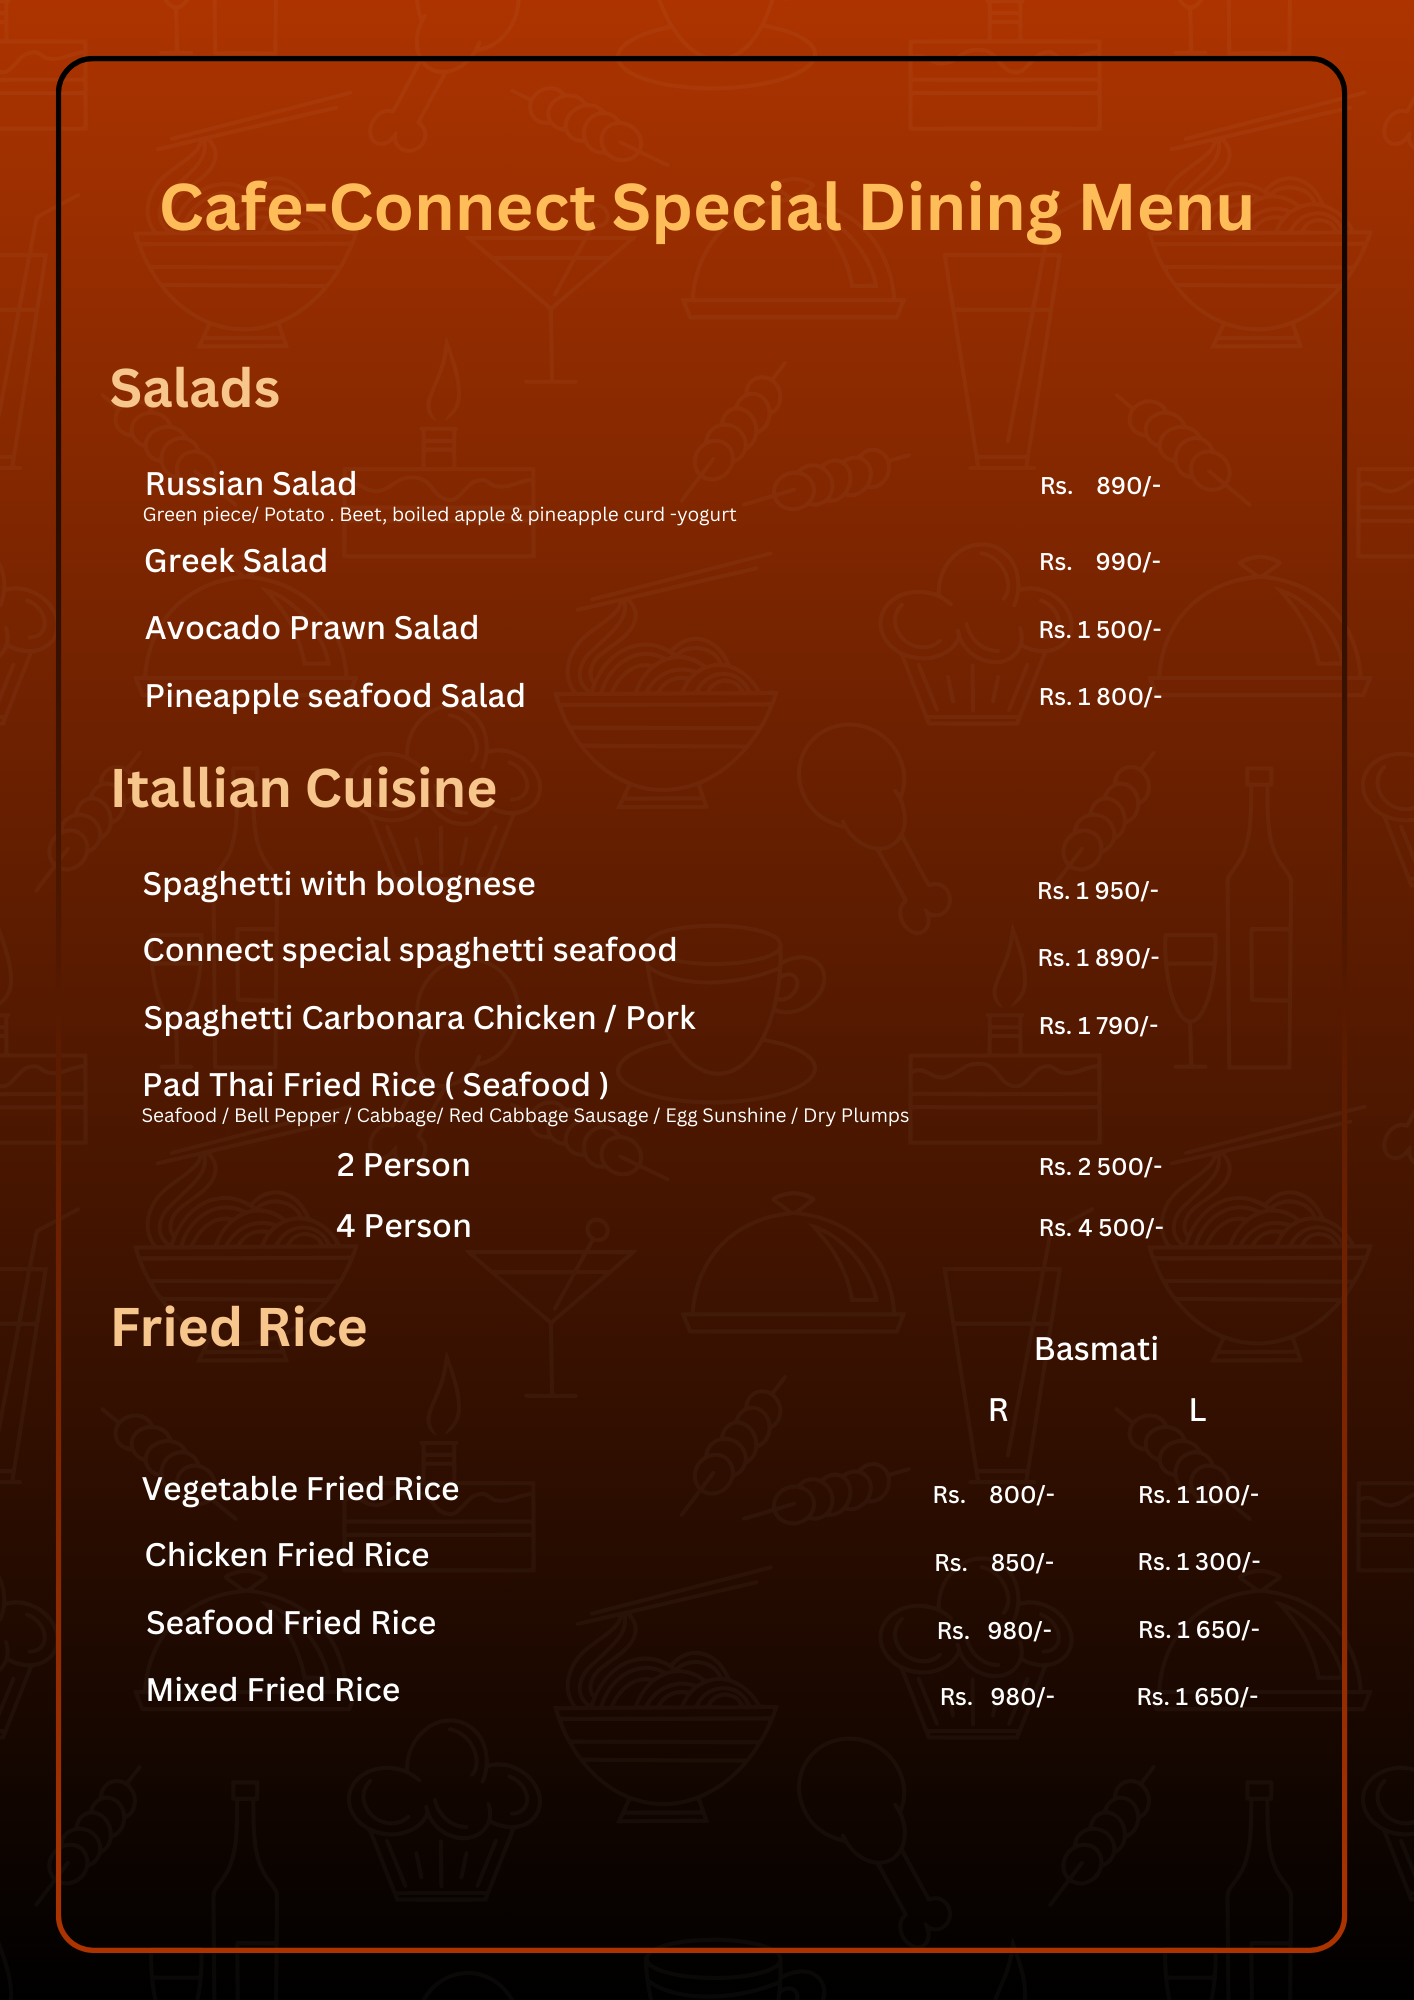 Cafe-Connect Special Dining Menu
Salads
Russian Salad Rs. 890/-
Green piece/ Potato . Beet, boiled apple & pineapple curd -yogurt
Greek Salad Rs. 990/-
Avocado Prawn Salad Rs. 1 500/-
Pineapple seafood Salad Rs. 1 800/-
Itallian Cuisine
Spaghetti with bolognese Rs. 1 950/-
Connect special spaghetti seafood Rs. 1 890/-
Spaghetti Carbonara Chicken / Pork Rs. 1 790/-
Pad Thai Fried Rice ( Seafood )
Seafood / Bell Pepper / Cabbage/ Red Cabbage Sausage / Egg Sunshine / Dry Plumps
2 Person Rs. 2 500/-
4 Person Rs. 4 500/-
Fried Rice
Basmati
R L
Vegetable Fried Rice Rs. 800/- Rs. 1 100/-
Chicken Fried Rice Rs. 850/- Rs. 1 300/-
Seafood Fried Rice Rs. 980/- Rs. 1 650/-
Mixed Fried Rice Rs. 980/- Rs. 1 650/-